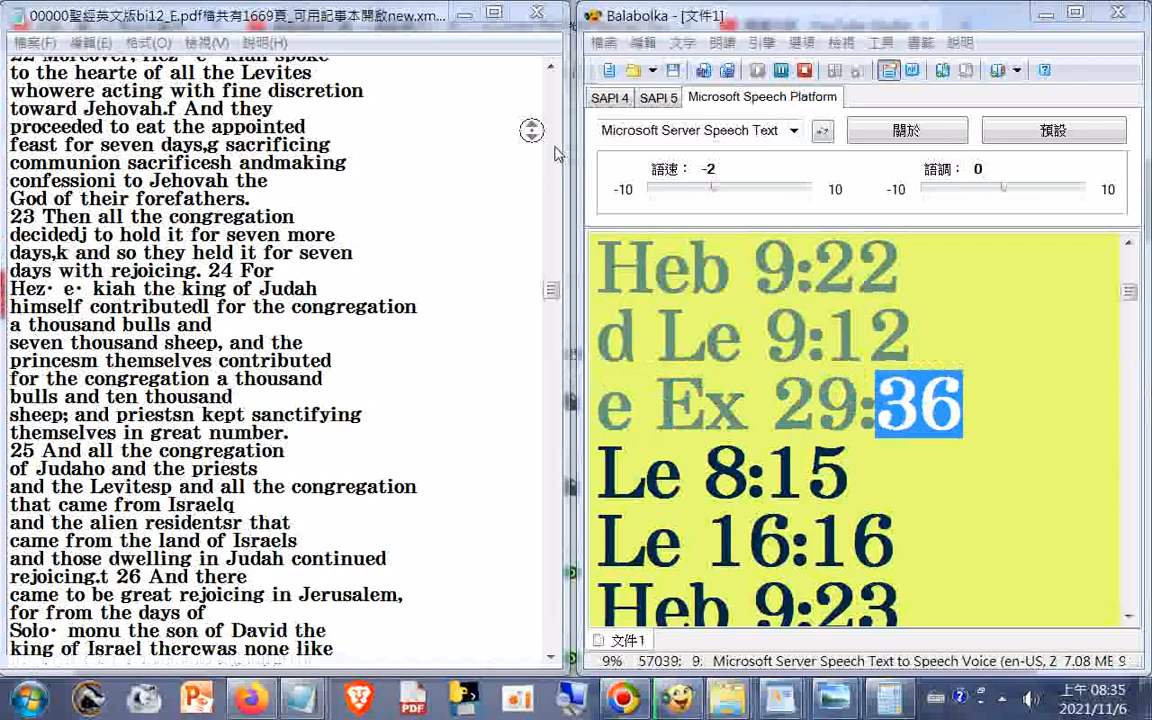 00000聖經英文版bi12_E.pdf檔共有1669頁_可用記事本開啟new.xm...
檔案(F) 編輯(E) 格式(O) 檢視(V) 說明(H)
22 Moreover, Hez· e· kiah spoke
to the hearte of all the Levites
whowere acting with fine discretion
toward Jehovah.f And they
proceeded to eat the appointed
feast for seven days,g sacrificing
communion sacrificesh andmaking
confessioni to Jehovah the
God of their forefathers.
23 Then all the congregation
decidedj to hold it for seven more
days,k and so they held it for seven
days with rejoicing. 24 For
Hez· e· kiah the king of Judah
himself contributedl for the congregation
a thousand bulls and
seven thousand sheep, and the
princesm themselves contributed
for the congregation a thousand
bulls and ten thousand
sheep; and priestsn kept sanctifying
themselves in great number.
25 And all the congregation
of Judaho and the priests
and the Levitesp and all the congregation
that came from Israelq
and the alien residentsr that
came from the land of Israels
and those dwelling in Judah continued
rejoicing.t 26 And there
came to be great rejoicing in Jerusalem,
for from the days of
Solo· monu the son of David the
king of Israel therewas none like
Balabolka - [文件1]
檔案 編輯 文字 朗讀 引擎 選項 檢視 工具 書籤 說明
SAPI 4 SAPI 5 Microsoft Speech Platform
Microsoft Server Speech Text 關於 預設
語速： -2 語調： 0
-10 10 -10 10
Heb 9:22
d Le 9:12
e Ex 29:36
Le 8:15
Le 16:16
Heb 9:23
文件1
9% 57039: 9: Microsoft Server Speech Text to Speech Voice (en-US, Z 7.08 MB 9
上午 08:35
2021/11/6